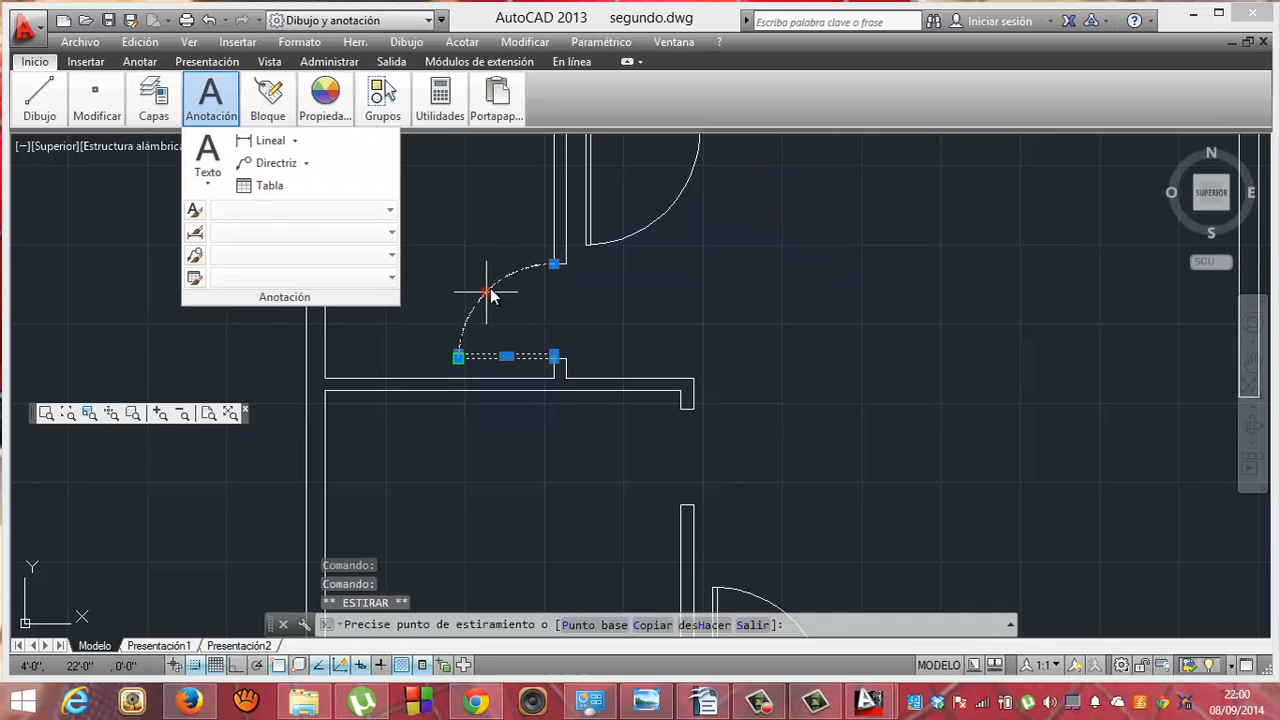 Dibujo y anotación
AutoCAD 2013 segundo.dwg
Escriba palabra clave o frase
Iniciar sesión
Archivo Edición Ver Insertar Formato Herr. Dibujo Acotar Modificar Paramétrico Ventana ?
Inicio Insertar Anotar Presentación Vista Administrar Salida Módulos de extensión En línea
Dibujo Modificar Capas Anotación Bloque Propieda... Grupos Utilidades Portapap...
[−][Superior][Estructura alámbric
A
Texto
Lineal
Directriz
Tabla
Anotación
N
O SUPERIOR E
S
SCU
Comando:
Comando:
** ESTIRAR **
Precise punto de estiramiento o [Punto base Copiar desHacer Salir]:
Y
X
Modelo Presentación1 Presentación2
4'-0", 22'-0", 0'-0"
MODELO
1:1
22:00
08/09/2014